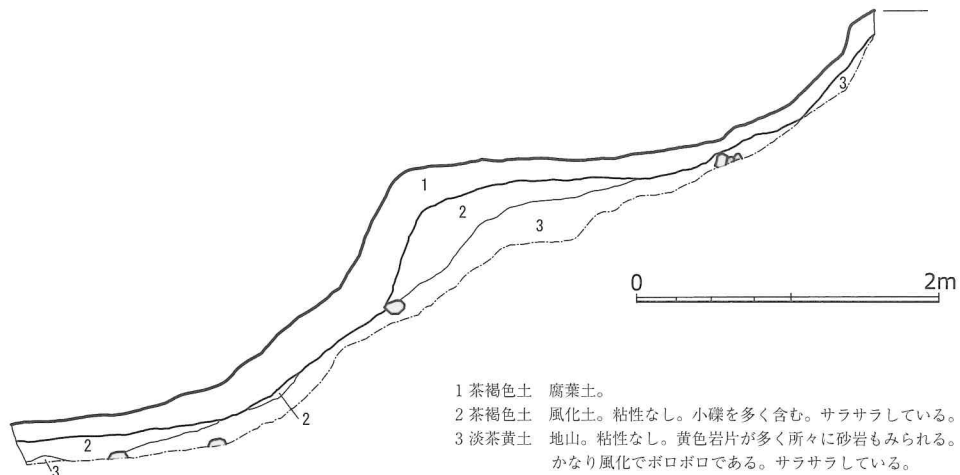 3
1
2
3
0 2m
2
2
3
1 茶褐色土 腐葉土。
2 茶褐色土 風化土。粘性なし。小礫を多く含む。サラサラしている。
3 淡茶黄土 地山。粘性なし。黄色岩片が多く所々に砂岩もみられる。
かなり風化でボロボロである。サラサラしている。